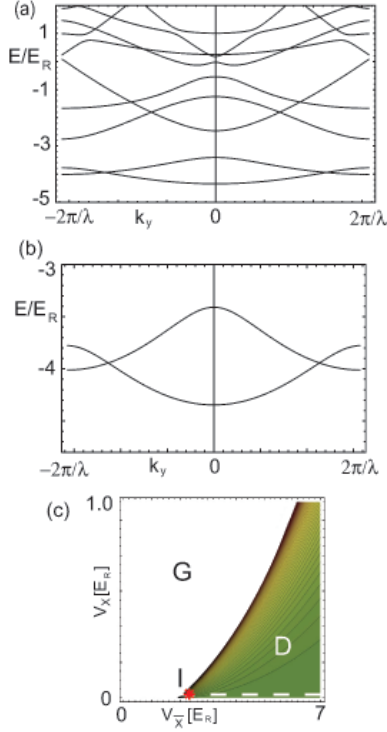 (a)
1
E/E_R
-1
-3
-5
−2π/λ k_y 0 2π/λ
(b)
-3
E/E_R
-4
−2π/λ k_y 0 2π/λ
(c)
1.0
V_X[E_R]
G
D
I
0
0 V_X̅[E_R] 7